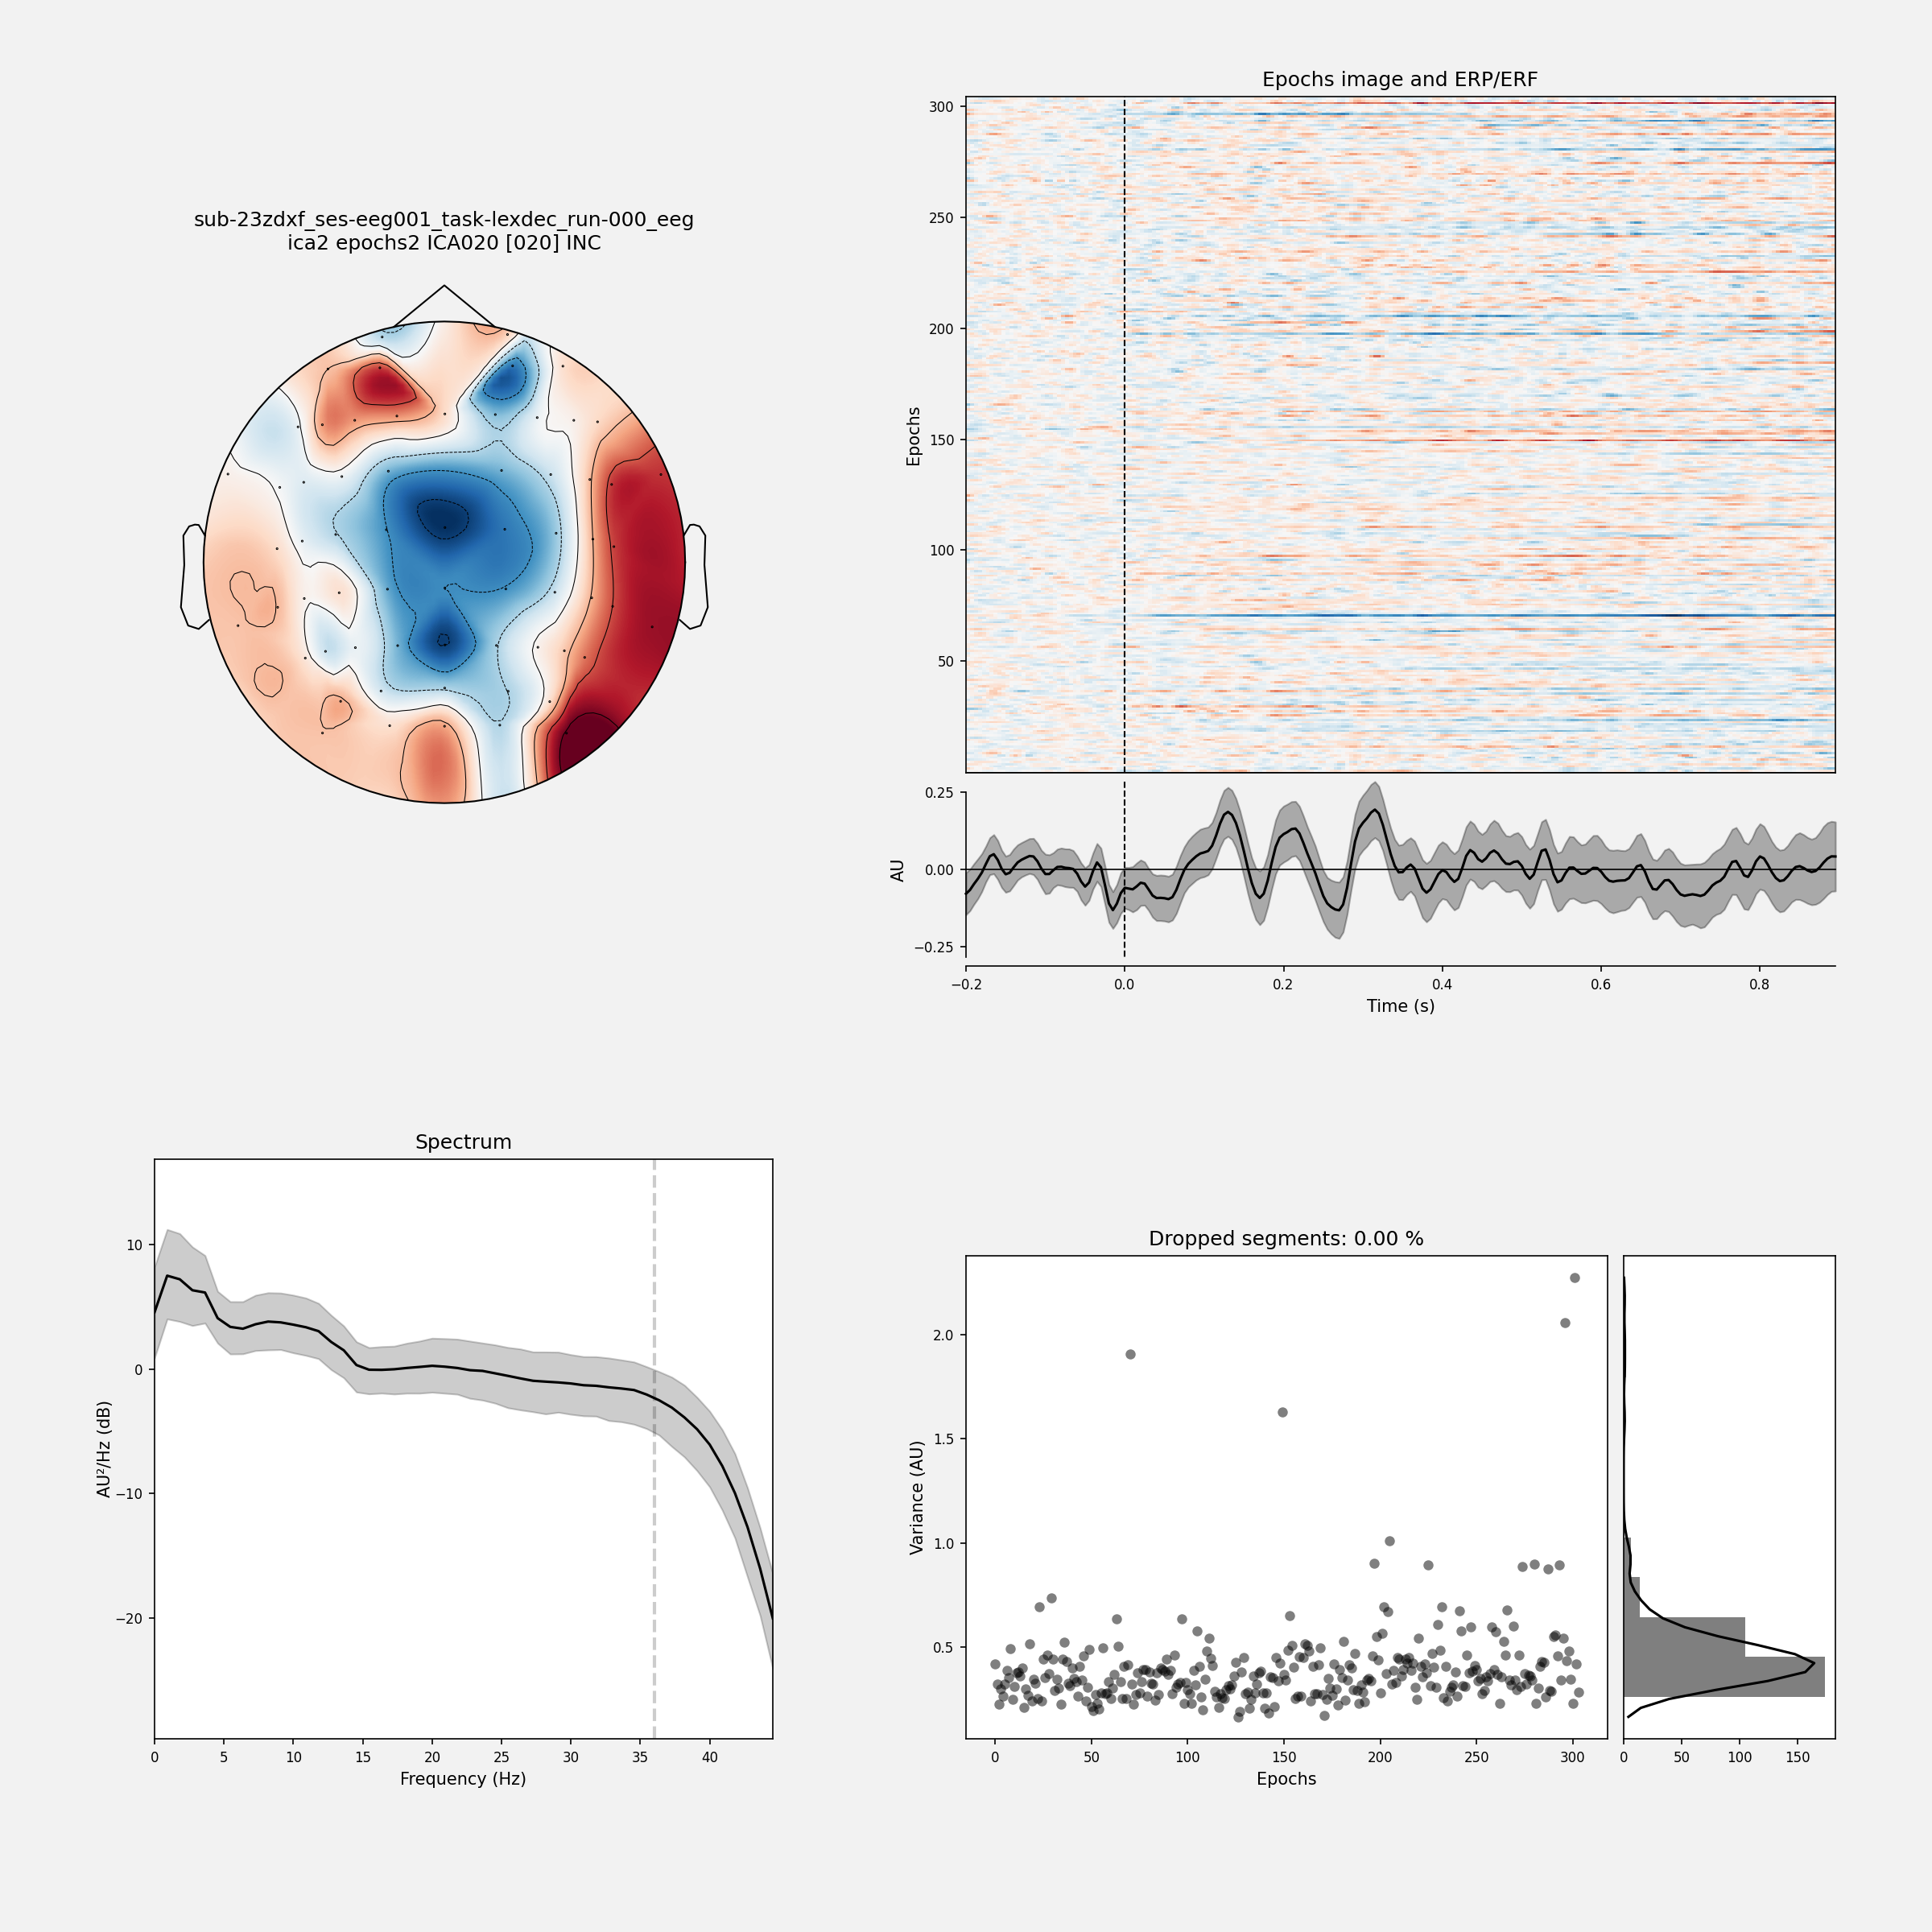 sub-23zdxf_ses-eeg001_task-lexdec_run-000_eeg
ica2 epochs2 ICA020 [020] INC
Epochs image and ERP/ERF
300
250
200
150
100
50
Epochs
0.25
0.00
−0.25
AU
−0.2 0.0 0.2 0.4 0.6 0.8
Time (s)
Spectrum
10
0
−10
−20
AU²/Hz (dB)
0 5 10 15 20 25 30 35 40
Frequency (Hz)
Dropped segments: 0.00 %
2.0
1.5
1.0
0.5
Variance (AU)
0 50 100 150 200 250 300
Epochs
0 50 100 150